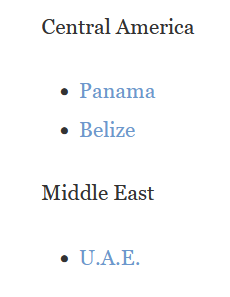 Central America
Panama
Belize
Middle East
U.A.E.